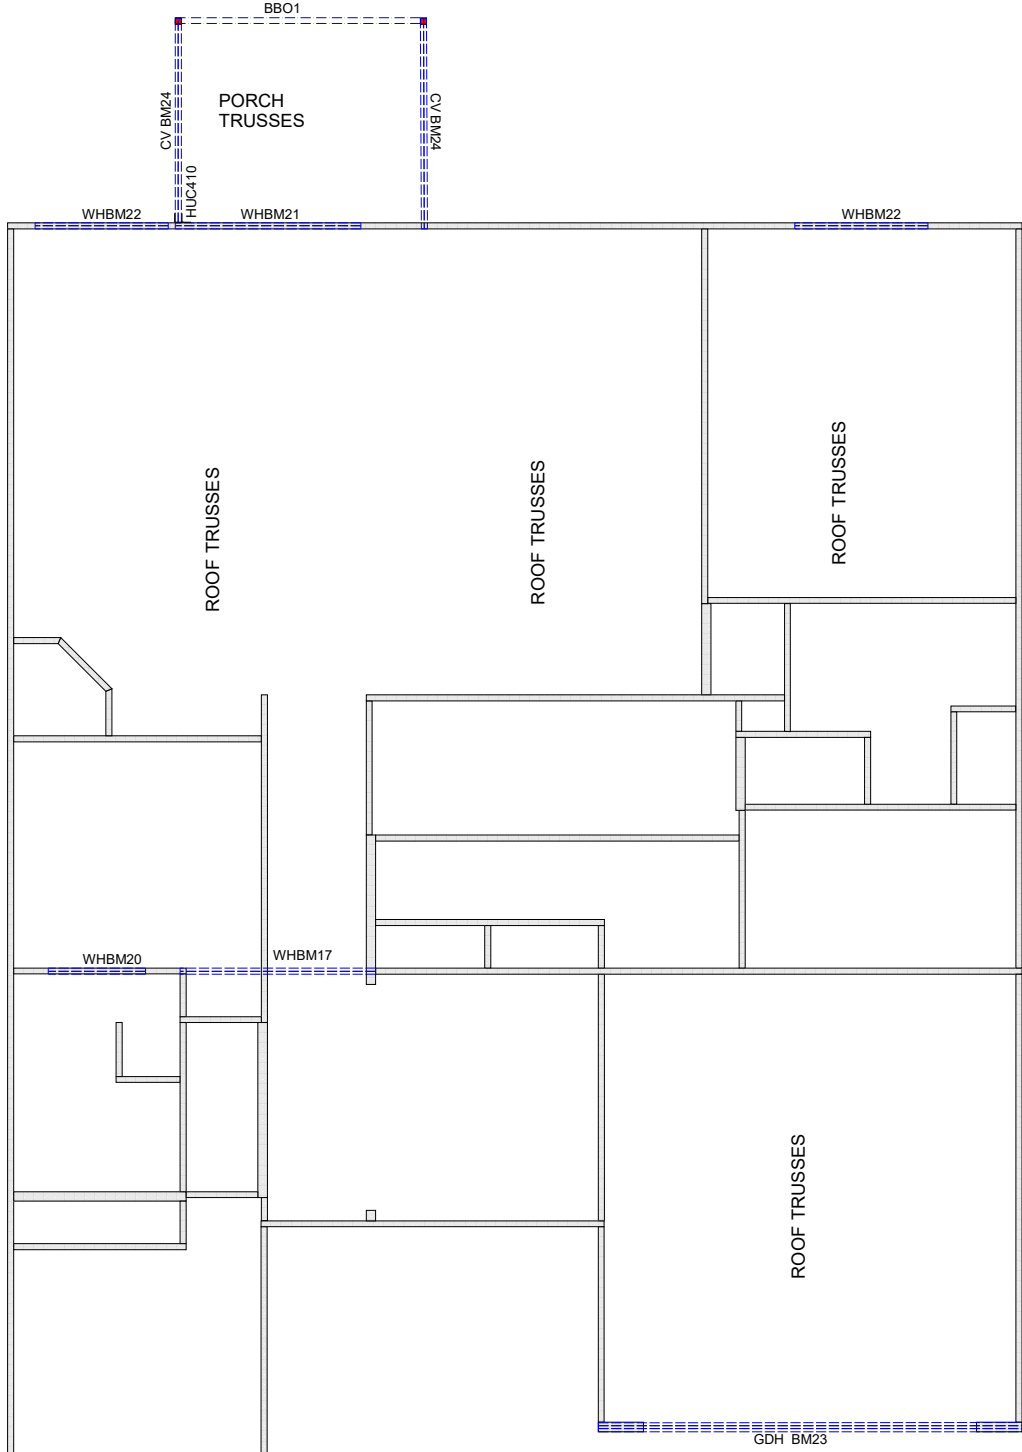 BBO1
CV BM24
PORCH
TRUSSES
CV BM24
HUC410
WHBM22
WHBM21
WHBM22
ROOF TRUSSES
ROOF TRUSSES
ROOF TRUSSES
WHBM20
WHBM17
ROOF TRUSSES
GDH BM23